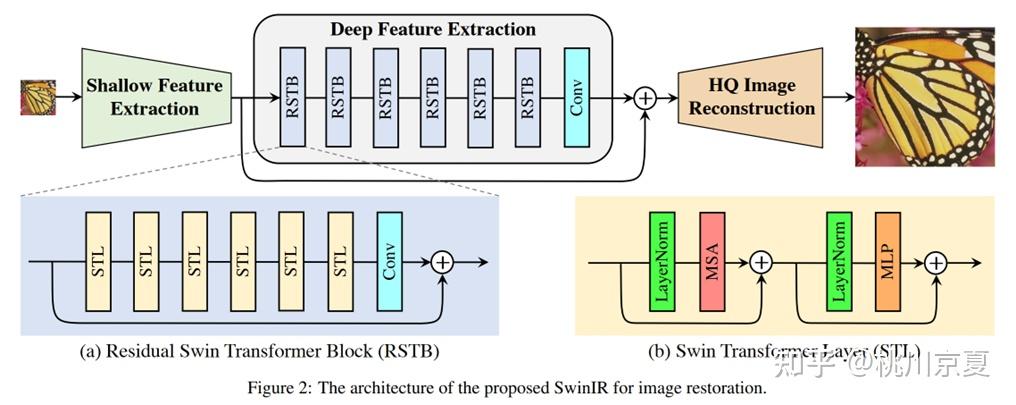 Deep Feature Extraction
Shallow Feature
Extraction
RSTB
RSTB
RSTB
RSTB
RSTB
RSTB
Conv
HQ Image
Reconstruction
STL
STL
STL
STL
STL
STL
Conv
LayerNorm
MSA
LayerNorm
MLP
(a) Residual Swin Transformer Block (RSTB)
(b) Swin Transformer Layer (STL)
知乎 @桃川京夏
Figure 2: The architecture of the proposed SwinIR for image restoration.